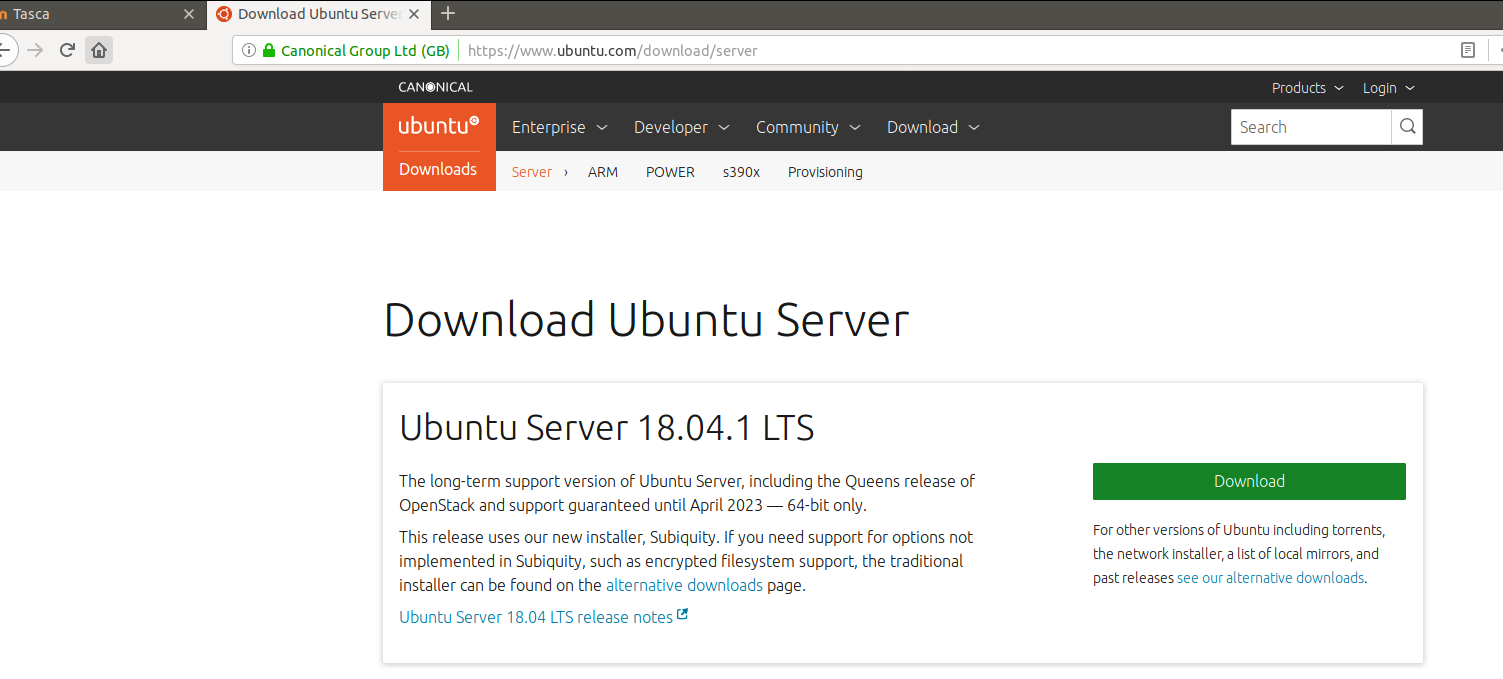 n Tasca
Download Ubuntu Server
Canonical Group Ltd (GB) https://www.ubuntu.com/download/server
CANONICAL
Products Login
ubuntu Enterprise Developer Community Download Search
Downloads Server › ARM POWER s390x Provisioning
Download Ubuntu Server
Ubuntu Server 18.04.1 LTS
The long-term support version of Ubuntu Server, including the Queens release of
OpenStack and support guaranteed until April 2023 — 64-bit only.
This release uses our new installer, Subiquity. If you need support for options not
implemented in Subiquity, such as encrypted filesystem support, the traditional
installer can be found on the alternative downloads page.
Ubuntu Server 18.04 LTS release notes
Download
For other versions of Ubuntu including torrents,
the network installer, a list of local mirrors, and
past releases see our alternative downloads.